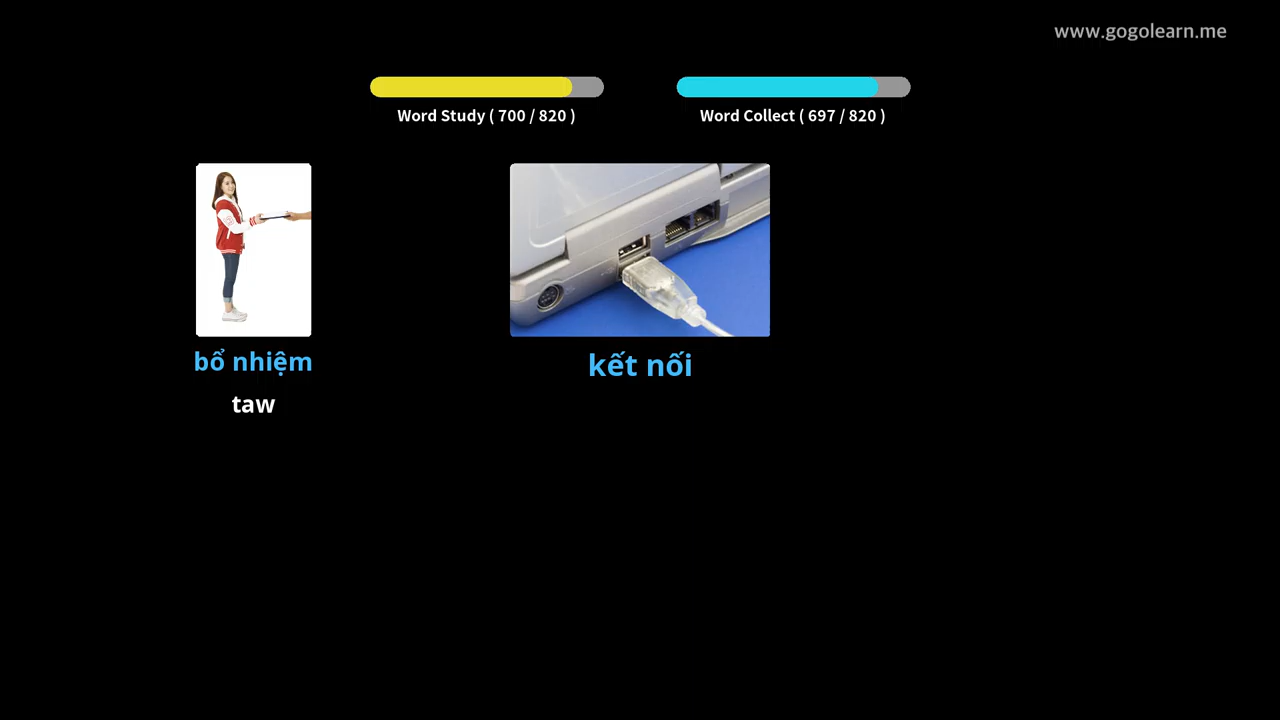 www.gogolearn.me
Word Study ( 700 / 820 )
Word Collect ( 697 / 820 )
bổ nhiệm
taw
kết nối